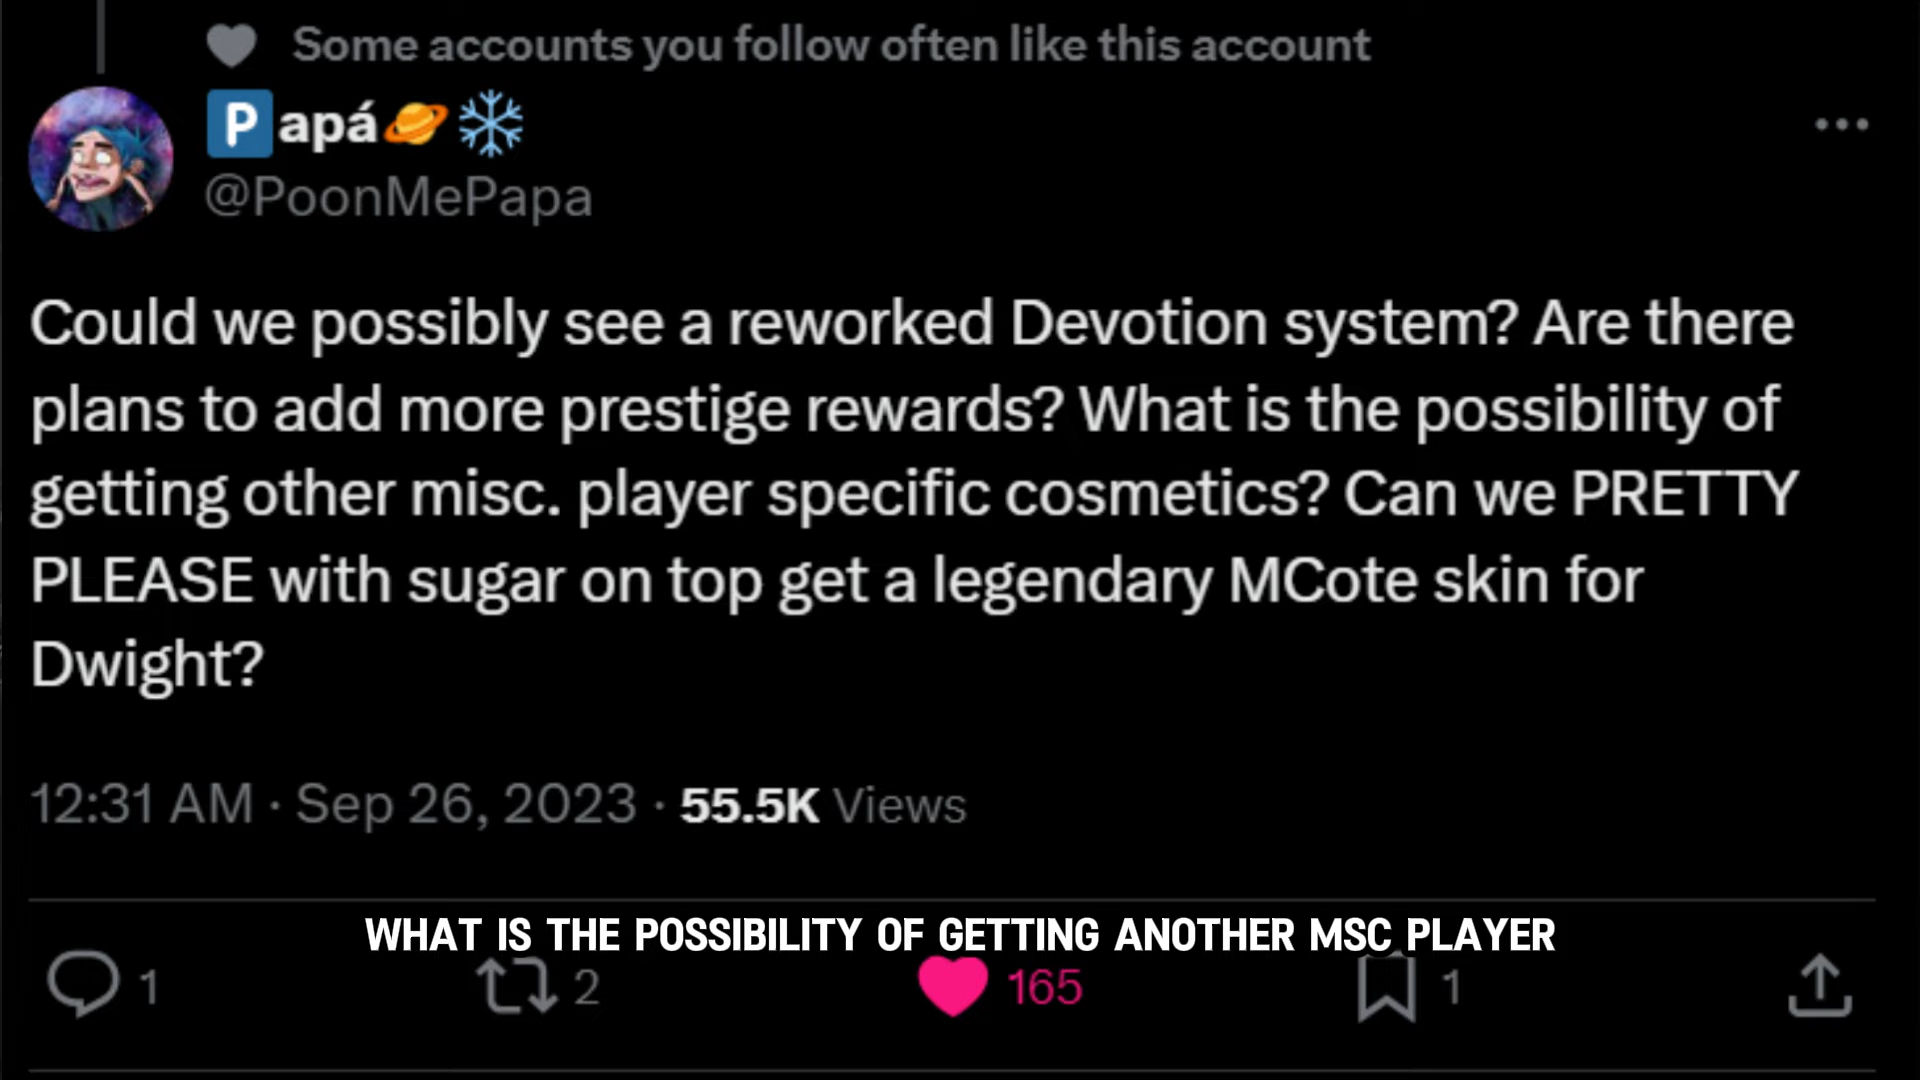 Some accounts you follow often like this account
🅿️apá🪐❄️
@PoonMePapa
Could we possibly see a reworked Devotion system? Are there
plans to add more prestige rewards? What is the possibility of
getting other misc. player specific cosmetics? Can we PRETTY
PLEASE with sugar on top get a legendary MCote skin for
Dwight?
12:31 AM · Sep 26, 2023 · 55.5K Views
WHAT IS THE POSSIBILITY OF GETTING ANOTHER MSC PLAYER
1 2 165 1